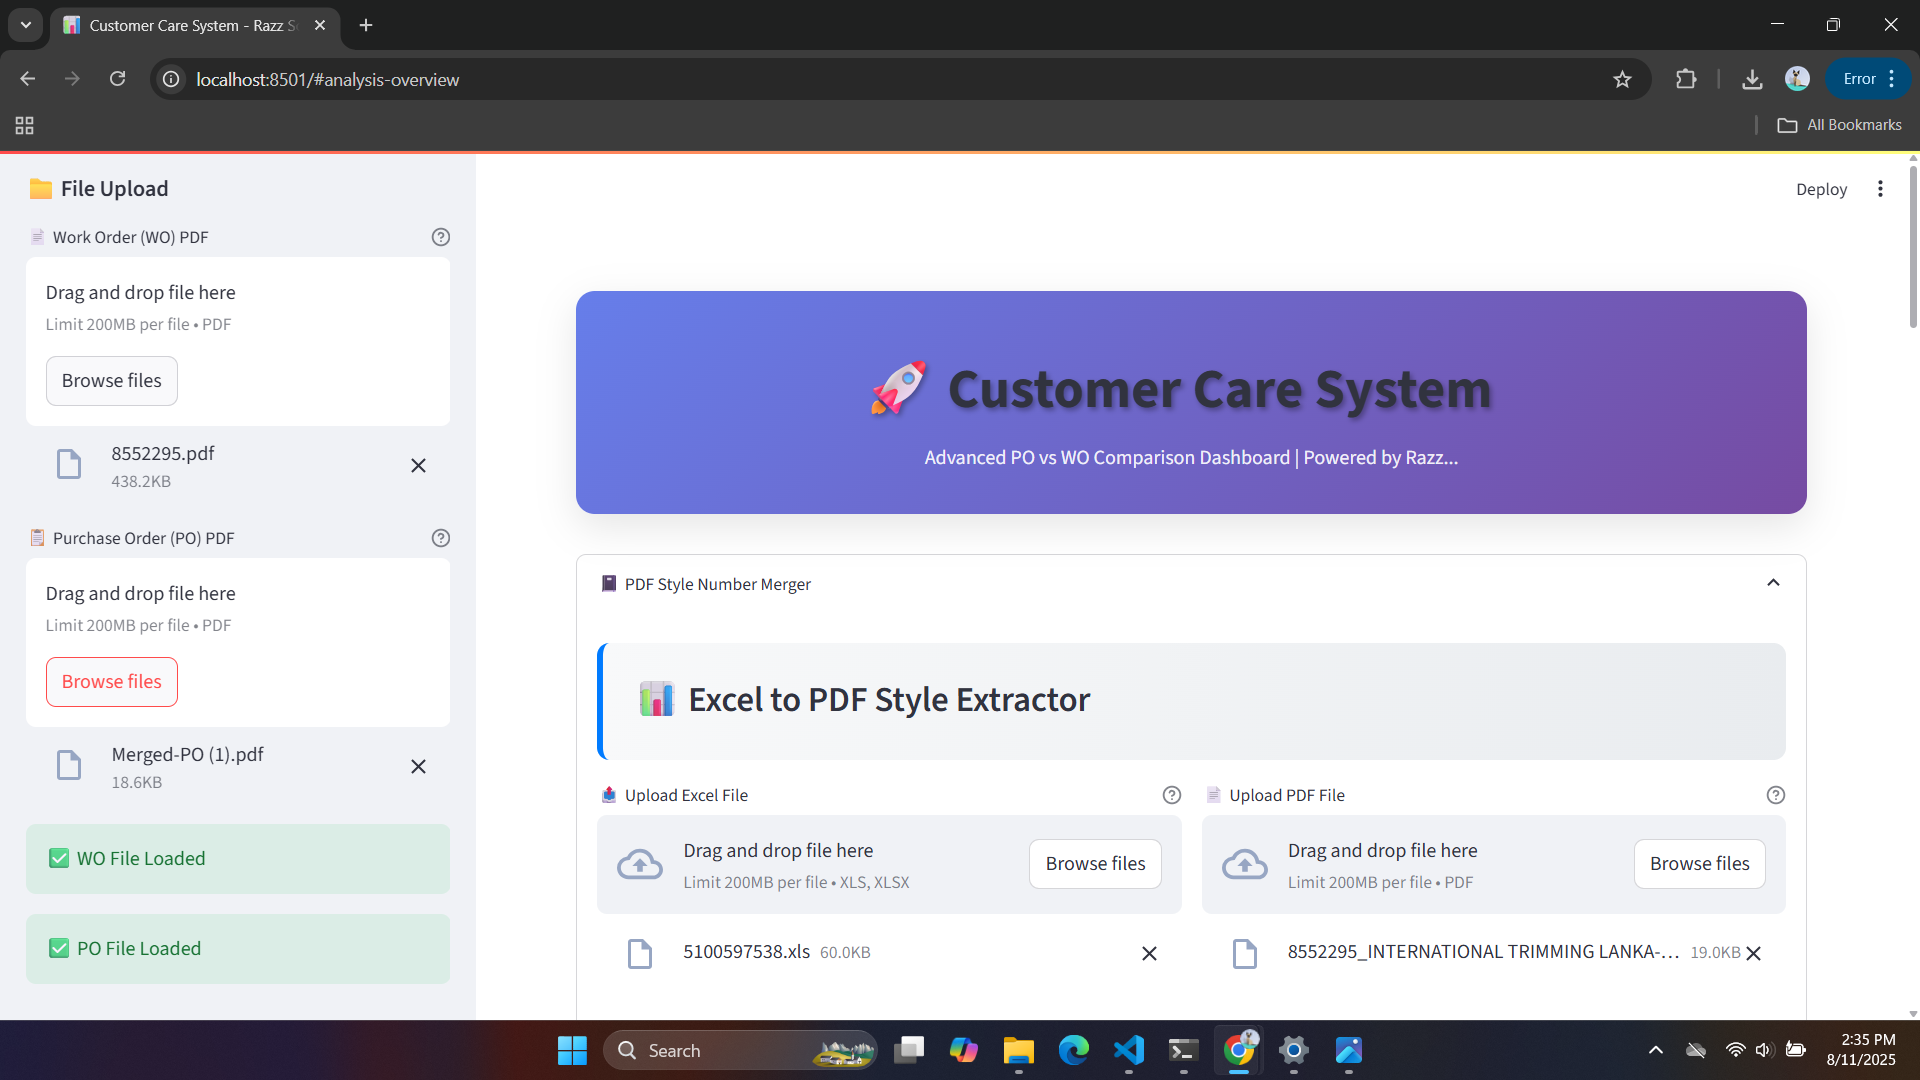 Customer Care System - Razz S
localhost:8501/#analysis-overview
Error
All Bookmarks
File Upload
Work Order (WO) PDF
Drag and drop file here
Limit 200MB per file • PDF
Browse files
8552295.pdf
438.2KB
Purchase Order (PO) PDF
Drag and drop file here
Limit 200MB per file • PDF
Browse files
Merged-PO (1).pdf
18.6KB
WO File Loaded
PO File Loaded
Deploy
Customer Care System
Advanced PO vs WO Comparison Dashboard | Powered by Razz...
PDF Style Number Merger
Excel to PDF Style Extractor
Upload Excel File
Drag and drop file here
Limit 200MB per file • XLS, XLSX
Browse files
5100597538.xls 60.0KB
Upload PDF File
Drag and drop file here
Limit 200MB per file • PDF
Browse files
8552295_INTERNATIONAL TRIMMING LANKA-... 19.0KB
Search
2:35 PM
8/11/2025